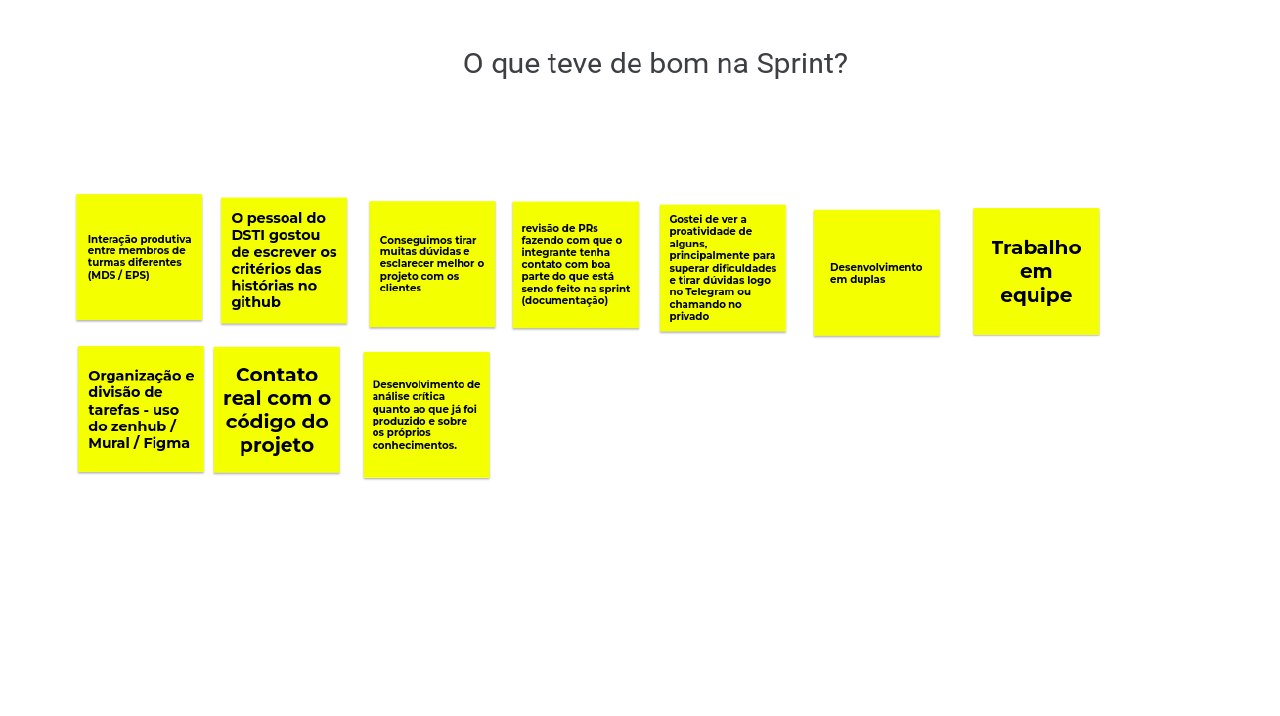 O que teve de bom na Sprint?
Interação produtiva
entre membros de
turmas diferentes
(MDS / EPS)
O pessoal do
DSTI gostou
de escrever os
critérios das
histórias no
github
Conseguimos tirar
muitas dúvidas e
esclarecer melhor o
projeto com os
clientes
revisão de PRs
fazendo com que o
integrante tenha
contato com boa
parte do que está
sendo feito na sprint
(documentação)
Gostei de ver a
proatividade de
alguns,
principalmente para
superar dificuldades
e tirar dúvidas logo
no Telegram ou
chamando no
privado
Desenvolvimento
em duplas
Trabalho
em
equipe
Organização e
divisão de
tarefas - uso
do zenhub /
Mural / Figma
Contato
real com o
código do
projeto
Desenvolvimento de
análise crítica
quanto ao que já foi
produzido e sobre
os próprios
conhecimentos.